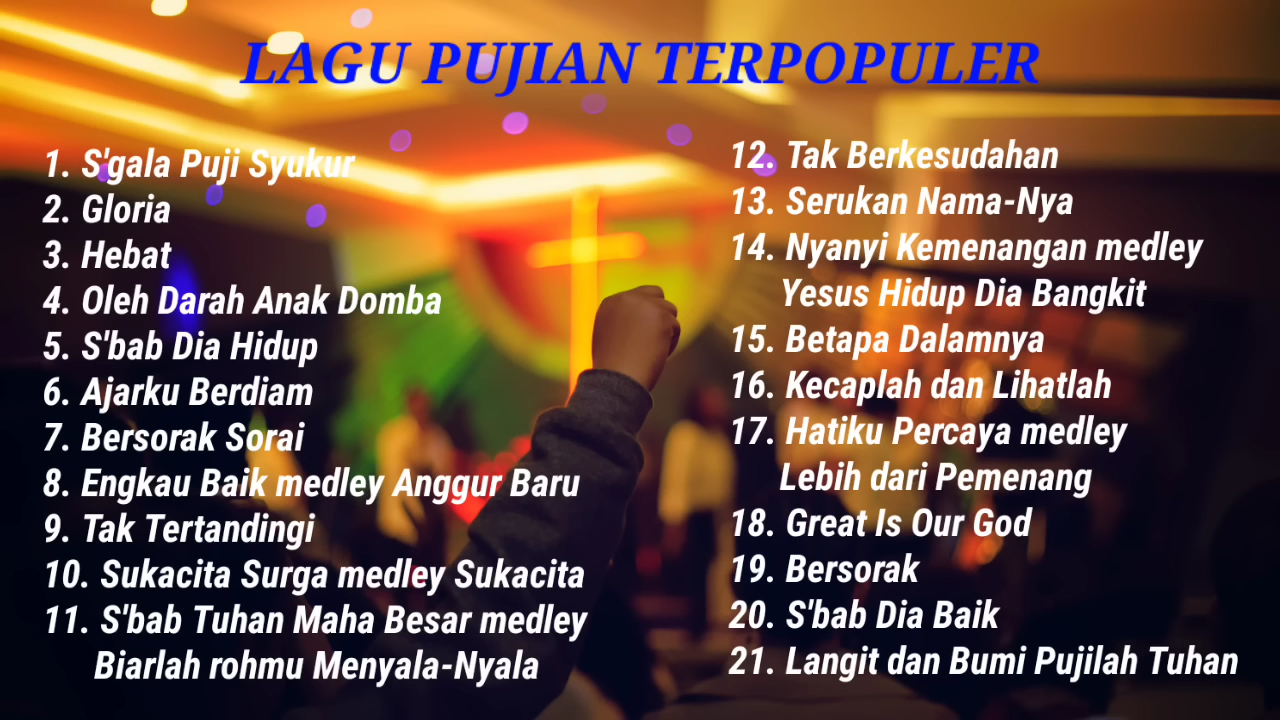 LAGU PUJIAN TERPOPULER
1. S'gala Puji Syukur
2. Gloria
3. Hebat
4. Oleh Darah Anak Domba
5. S'bab Dia Hidup
6. Ajarku Berdiam
7. Bersorak Sorai
8. Engkau Baik medley Anggur Baru
9. Tak Tertandingi
10. Sukacita Surga medley Sukacita
11. S'bab Tuhan Maha Besar medley
Biarlah rohmu Menyala-Nyala
12. Tak Berkesudahan
13. Serukan Nama-Nya
14. Nyanyi Kemenangan medley
Yesus Hidup Dia Bangkit
15. Betapa Dalamnya
16. Kecaplah dan Lihatlah
17. Hatiku Percaya medley
Lebih dari Pemenang
18. Great Is Our God
19. Bersorak
20. S'bab Dia Baik
21. Langit dan Bumi Pujilah Tuhan